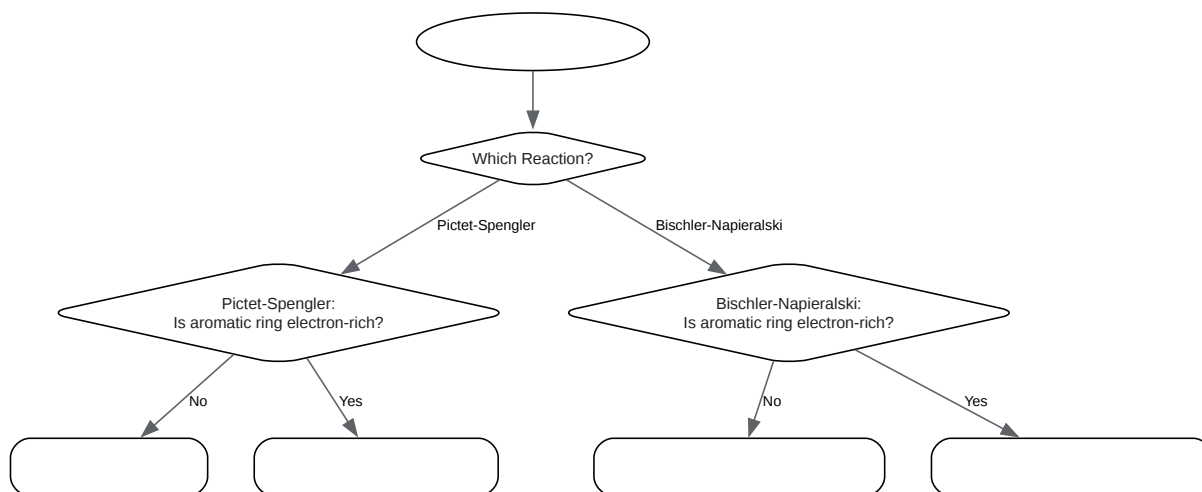 Which Reaction?
Pictet-Spengler
Bischler-Napieralski
Pictet-Spengler:
Is aromatic ring electron-rich?
Bischler-Napieralski:
Is aromatic ring electron-rich?
No
Yes
No
Yes